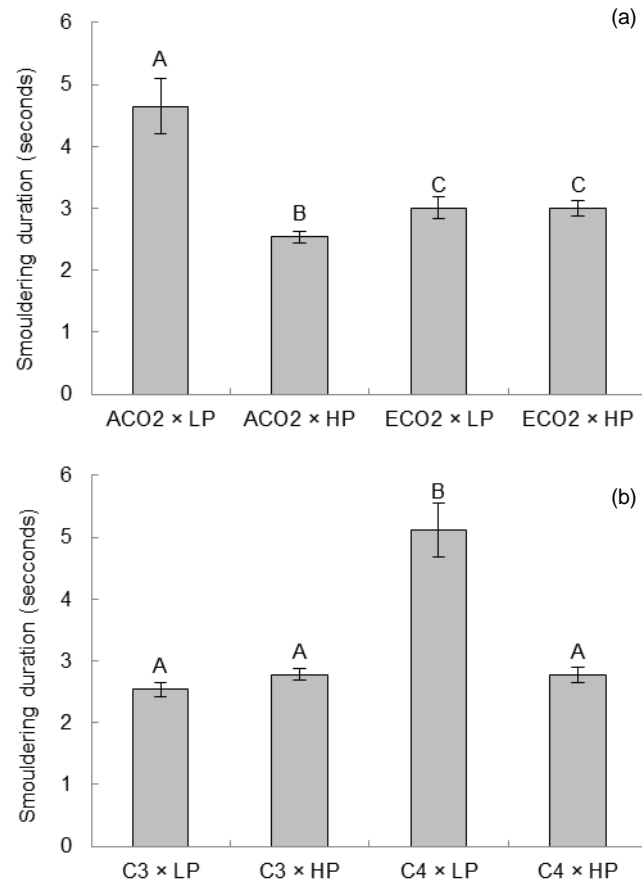 (a)
Smouldering duration (seconds)
6
5
4
3
2
1
0
A
B
C
C
ACO2 × LP
ACO2 × HP
ECO2 × LP
ECO2 × HP
(b)
Smouldering duration (secconds)
6
5
4
3
2
1
0
A
A
B
A
C3 × LP
C3 × HP
C4 × LP
C4 × HP